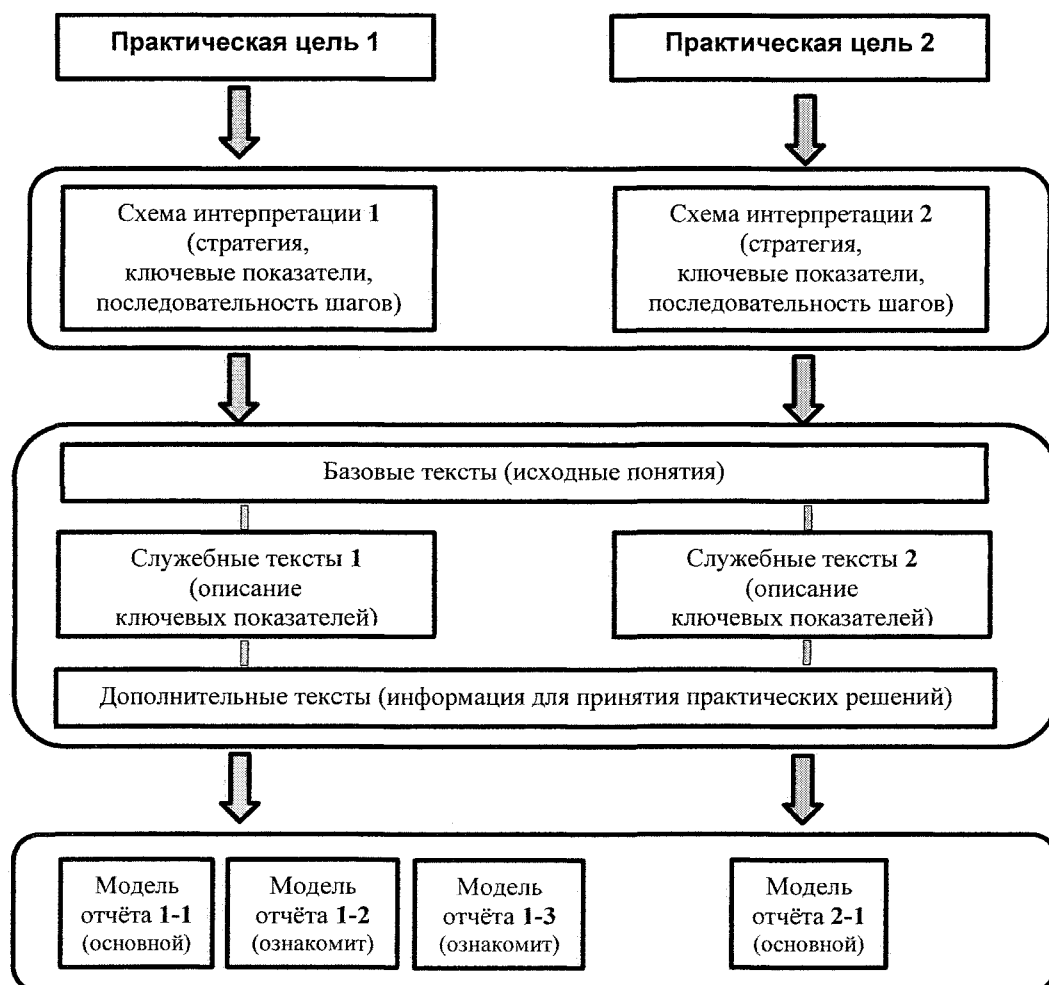 Практическая цель 1
Практическая цель 2
Схема интерпретации 1
(стратегия,
ключевые показатели,
последовательность шагов)
Схема интерпретации 2
(стратегия,
ключевые показатели,
последовательность шагов)
Базовые тексты (исходные понятия)
Служебные тексты 1
(описание
ключевых показателей)
Служебные тексты 2
(описание
ключевых показателей)
Дополнительные тексты (информация для принятия практических решений)
Модель
отчёта 1-1
(основной)
Модель
отчёта 1-2
(ознакомит)
Модель
отчёта 1-3
(ознакомит)
Модель
отчёта 2-1
(основной)